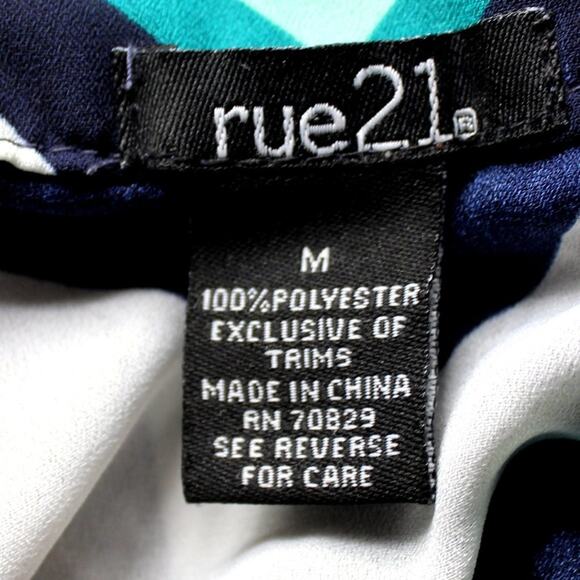 rue21®
M
100%POLYESTER
EXCLUSIVE OF
TRIMS
MADE IN CHINA
RN 70829
SEE REVERSE
FOR CARE